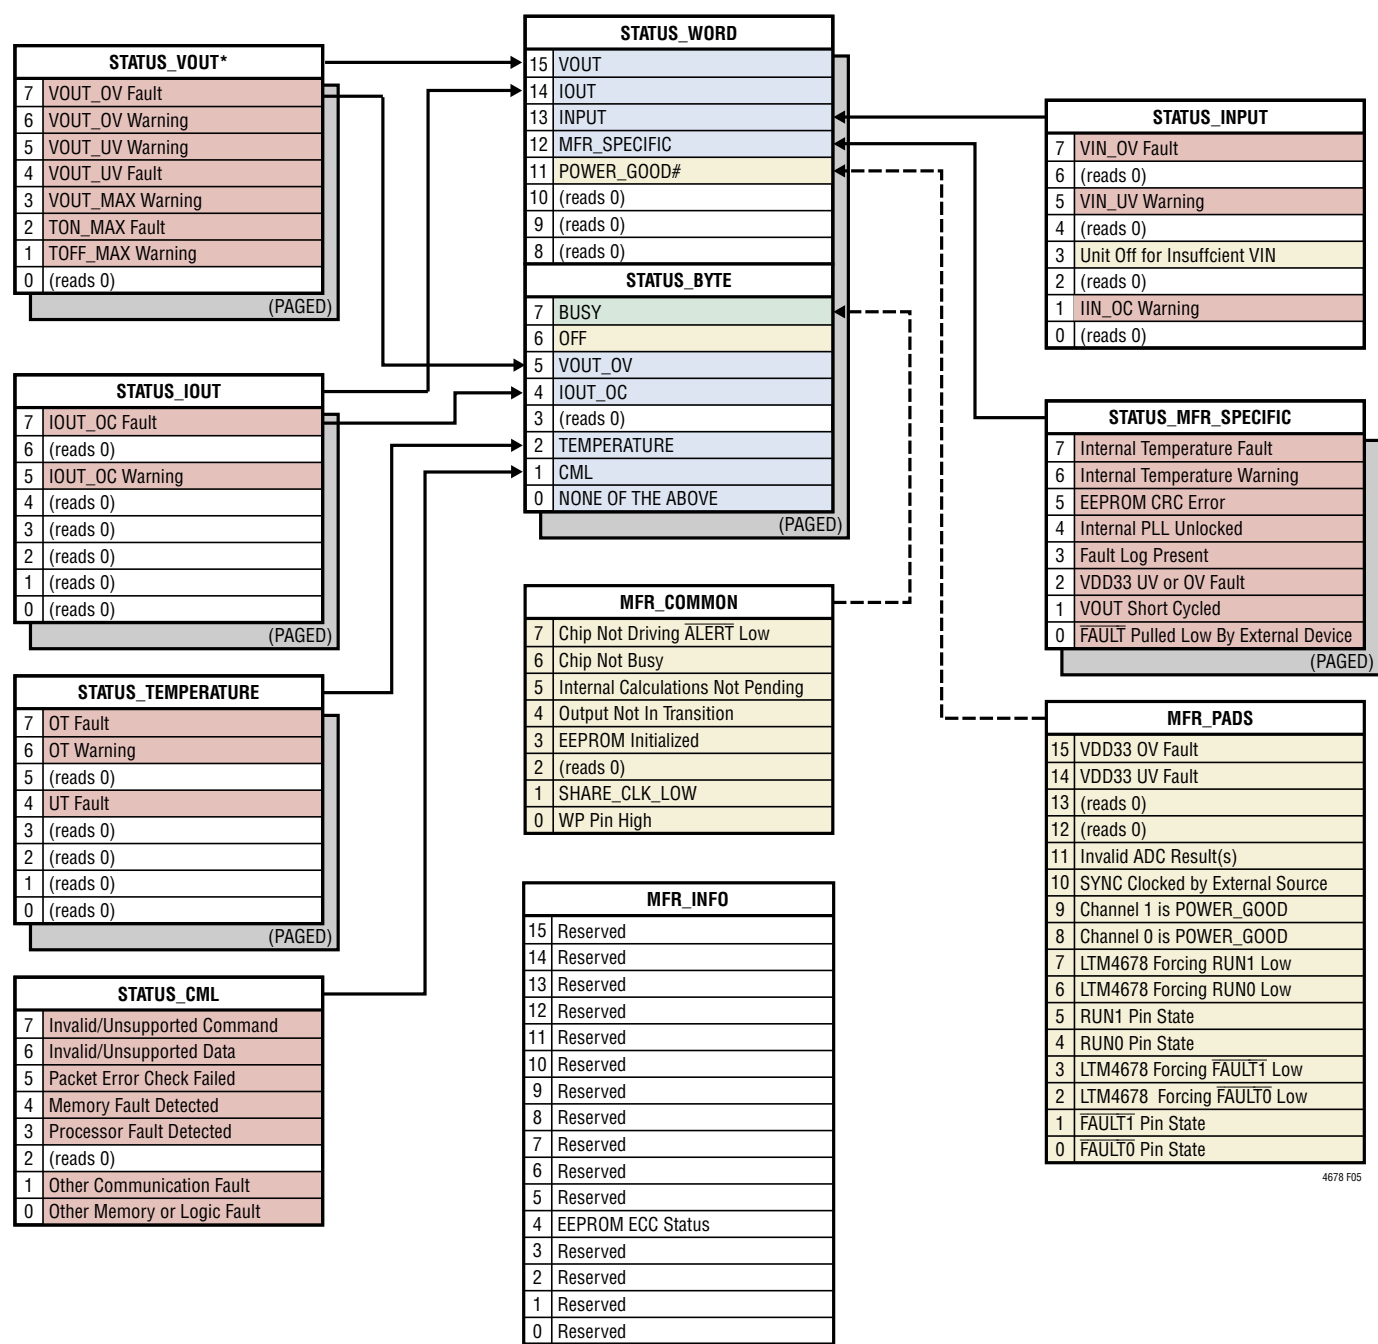 STATUS_VOUT*
7 VOUT_OV Fault
6 VOUT_OV Warning
5 VOUT_UV Warning
4 VOUT_UV Fault
3 VOUT_MAX Warning
2 TON_MAX Fault
1 TOFF_MAX Warning
0 (reads 0)
(PAGED)
STATUS_IOUT
7 IOUT_OC Fault
6 (reads 0)
5 IOUT_OC Warning
4 (reads 0)
3 (reads 0)
2 (reads 0)
1 (reads 0)
0 (reads 0)
(PAGED)
STATUS_TEMPERATURE
7 OT Fault
6 OT Warning
5 (reads 0)
4 UT Fault
3 (reads 0)
2 (reads 0)
1 (reads 0)
0 (reads 0)
(PAGED)
STATUS_CML
7 Invalid/Unsupported Command
6 Invalid/Unsupported Data
5 Packet Error Check Failed
4 Memory Fault Detected
3 Processor Fault Detected
2 (reads 0)
1 Other Communication Fault
0 Other Memory or Logic Fault
STATUS_WORD
15 VOUT
14 IOUT
13 INPUT
12 MFR_SPECIFIC
11 POWER_GOOD#
10 (reads 0)
9 (reads 0)
8 (reads 0)
STATUS_BYTE
7 BUSY
6 OFF
5 VOUT_OV
4 IOUT_OC
3 (reads 0)
2 TEMPERATURE
1 CML
0 NONE OF THE ABOVE
(PAGED)
MFR_COMMON
7 Chip Not Driving ALERT Low
6 Chip Not Busy
5 Internal Calculations Not Pending
4 Output Not In Transition
3 EEPROM Initialized
2 (reads 0)
1 SHARE_CLK_LOW
0 WP Pin High
MFR_INFO
15 Reserved
14 Reserved
13 Reserved
12 Reserved
11 Reserved
10 Reserved
9 Reserved
8 Reserved
7 Reserved
6 Reserved
5 Reserved
4 EEPROM ECC Status
3 Reserved
2 Reserved
1 Reserved
0 Reserved
STATUS_INPUT
7 VIN_OV Fault
6 (reads 0)
5 VIN_UV Warning
4 (reads 0)
3 Unit Off for Insuffcient VIN
2 (reads 0)
1 IIN_OC Warning
0 (reads 0)
STATUS_MFR_SPECIFIC
7 Internal Temperature Fault
6 Internal Temperature Warning
5 EEPROM CRC Error
4 Internal PLL Unlocked
3 Fault Log Present
2 VDD33 UV or OV Fault
1 VOUT Short Cycled
0 FAULT Pulled Low By External Device
(PAGED)
MFR_PADS
15 VDD33 OV Fault
14 VDD33 UV Fault
13 (reads 0)
12 (reads 0)
11 Invalid ADC Result(s)
10 SYNC Clocked by External Source
9 Channel 1 is POWER_GOOD
8 Channel 0 is POWER_GOOD
7 LTM4678 Forcing RUN1 Low
6 LTM4678 Forcing RUN0 Low
5 RUN1 Pin State
4 RUN0 Pin State
3 LTM4678 Forcing FAULT1 Low
2 LTM4678 Forcing FAULT0 Low
1 FAULT1 Pin State
0 FAULT0 Pin State
4678 F05